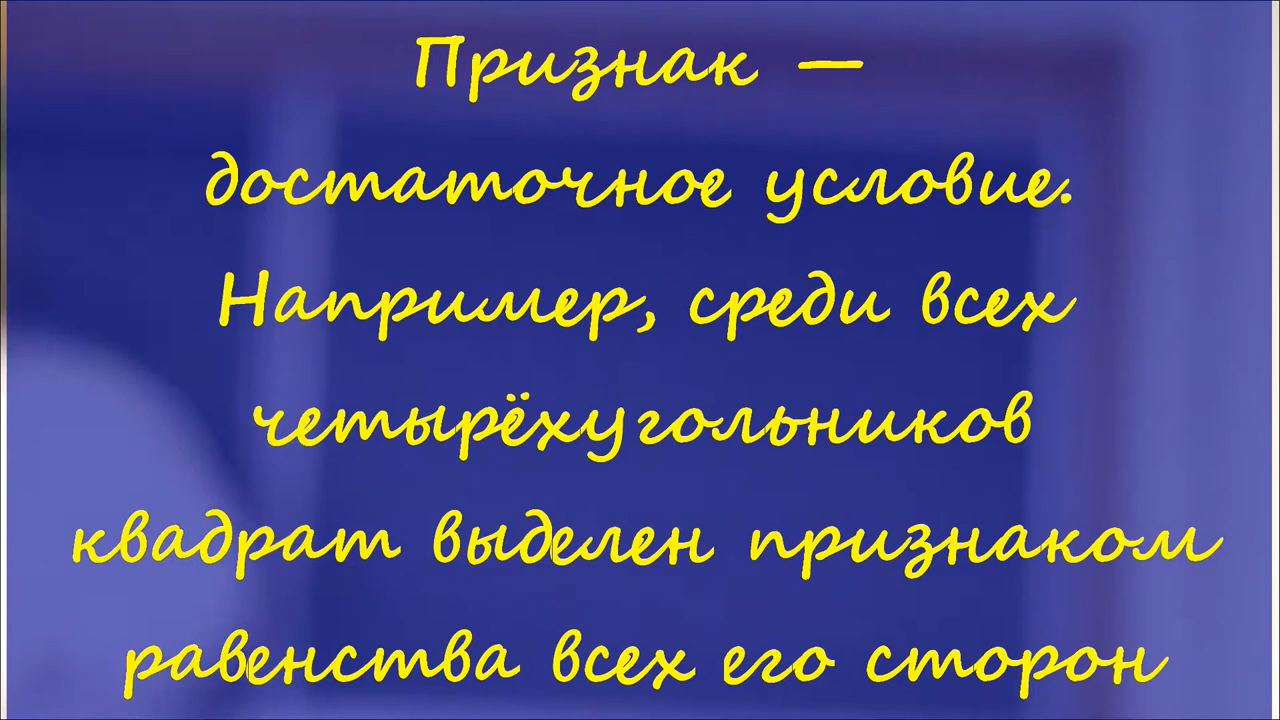 Признак —
достаточное условие.
Например, среди всех
четырёхугольников
квадрат выделен признаком
равенства всех его сторон